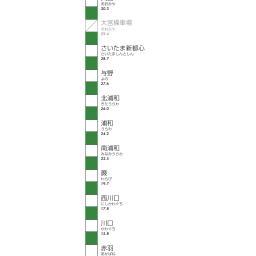 30.3
大宮操車場
さいたま新都心
さいたましんとしん
28.7
与野
よの
27.6
北浦和
きたうらわ
26.0
浦和
うらわ
24.2
南浦和
みなみうらわ
22.5
蕨
わらび
19.7
西川口
にしかわぐち
17.8
川口
かわぐち
15.8
赤羽
あかばね